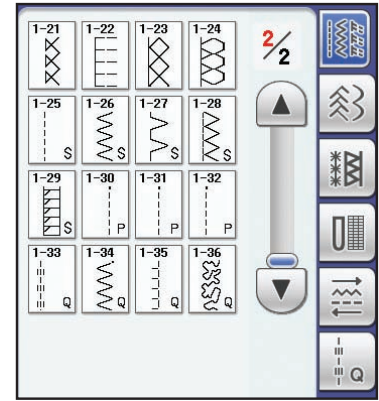 1-21 1-22 1-23 1-24
2/2
1-25 1-26 1-27 1-28
S S S S
1-29 1-30 1-31 1-32
S P P P
1-33 1-34 1-35 1-36
Q Q Q Q
Q